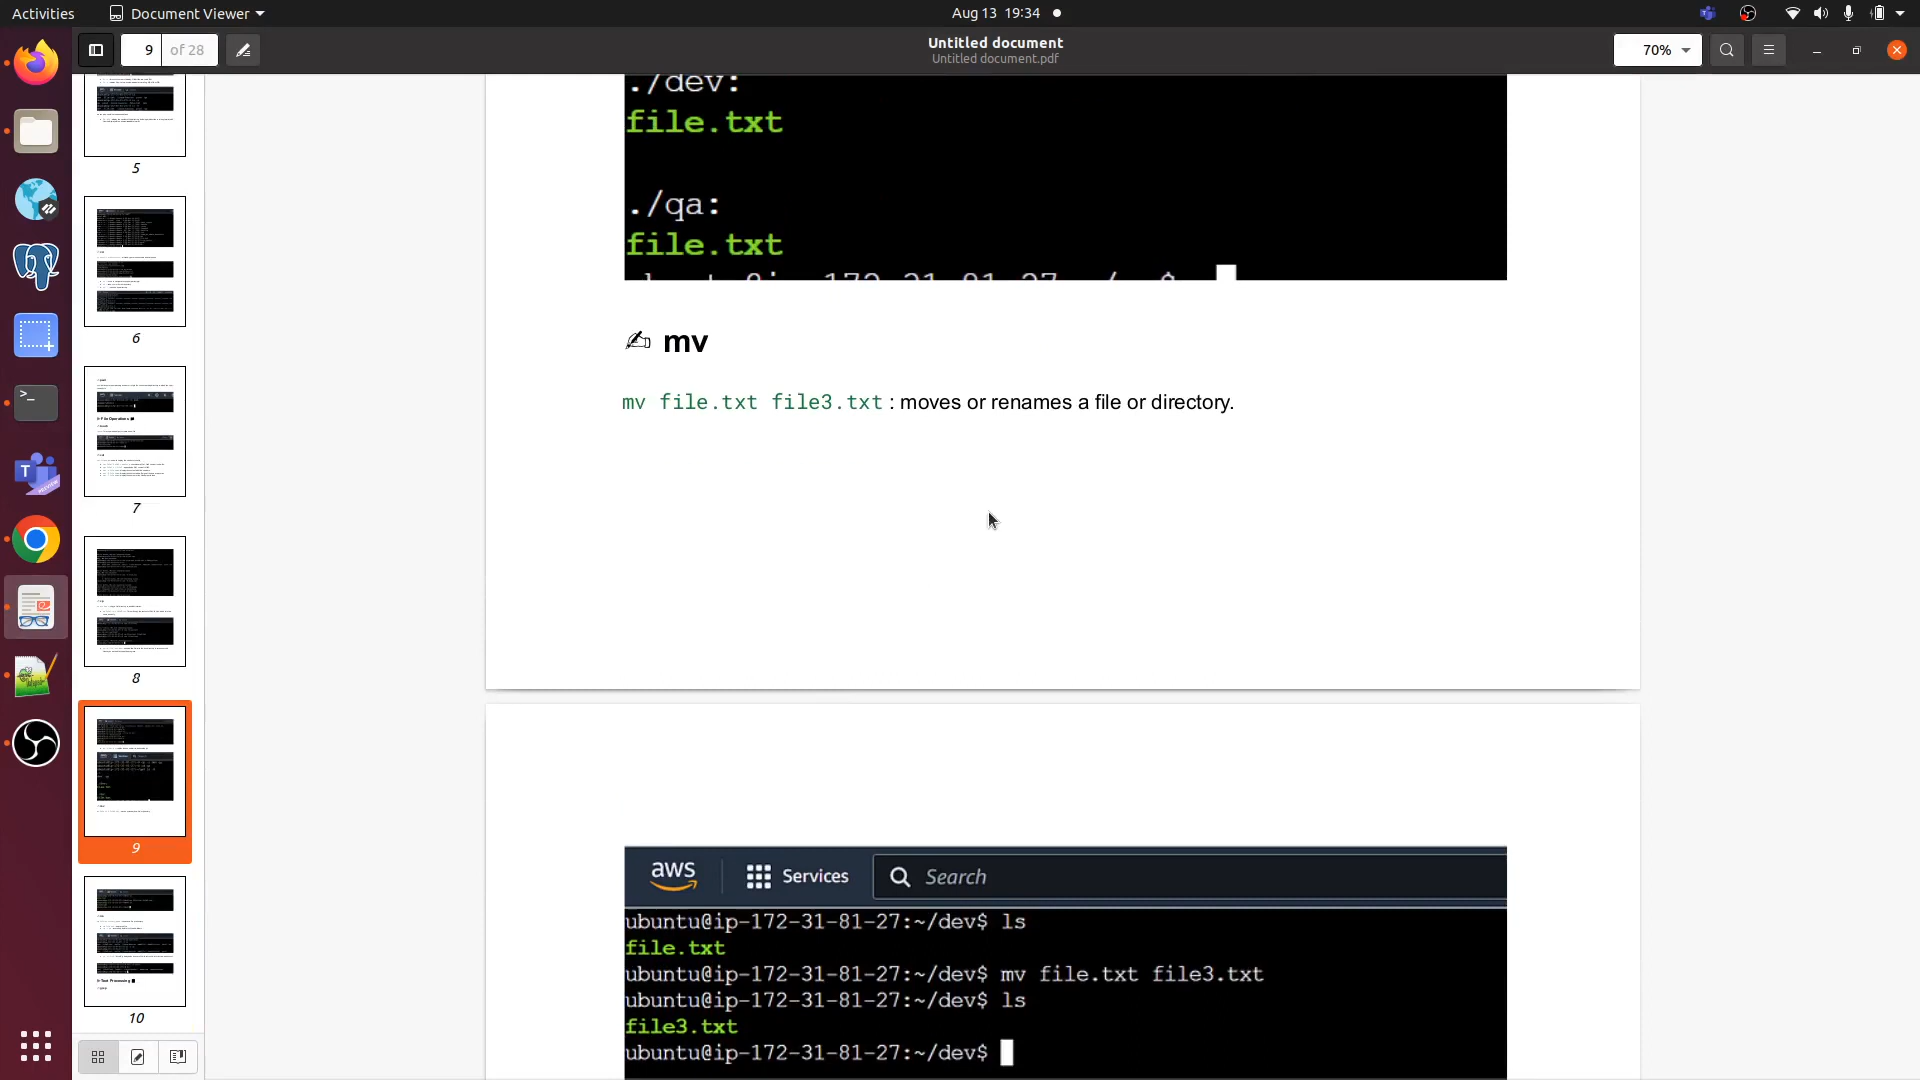 Activities
Document Viewer
Aug 13 19:34
9 of 28
Untitled document
Untitled document.pdf
70%
5
6
7
8
9
10
./dev:
file.txt
./qa:
file.txt
mv
mv file.txt file3.txt : moves or renames a file or directory.
aws
Services
Search
ubuntu@ip-172-31-81-27:~/dev$ ls
file.txt
ubuntu@ip-172-31-81-27:~/dev$ mv file.txt file3.txt
ubuntu@ip-172-31-81-27:~/dev$ ls
file3.txt
ubuntu@ip-172-31-81-27:~/dev$